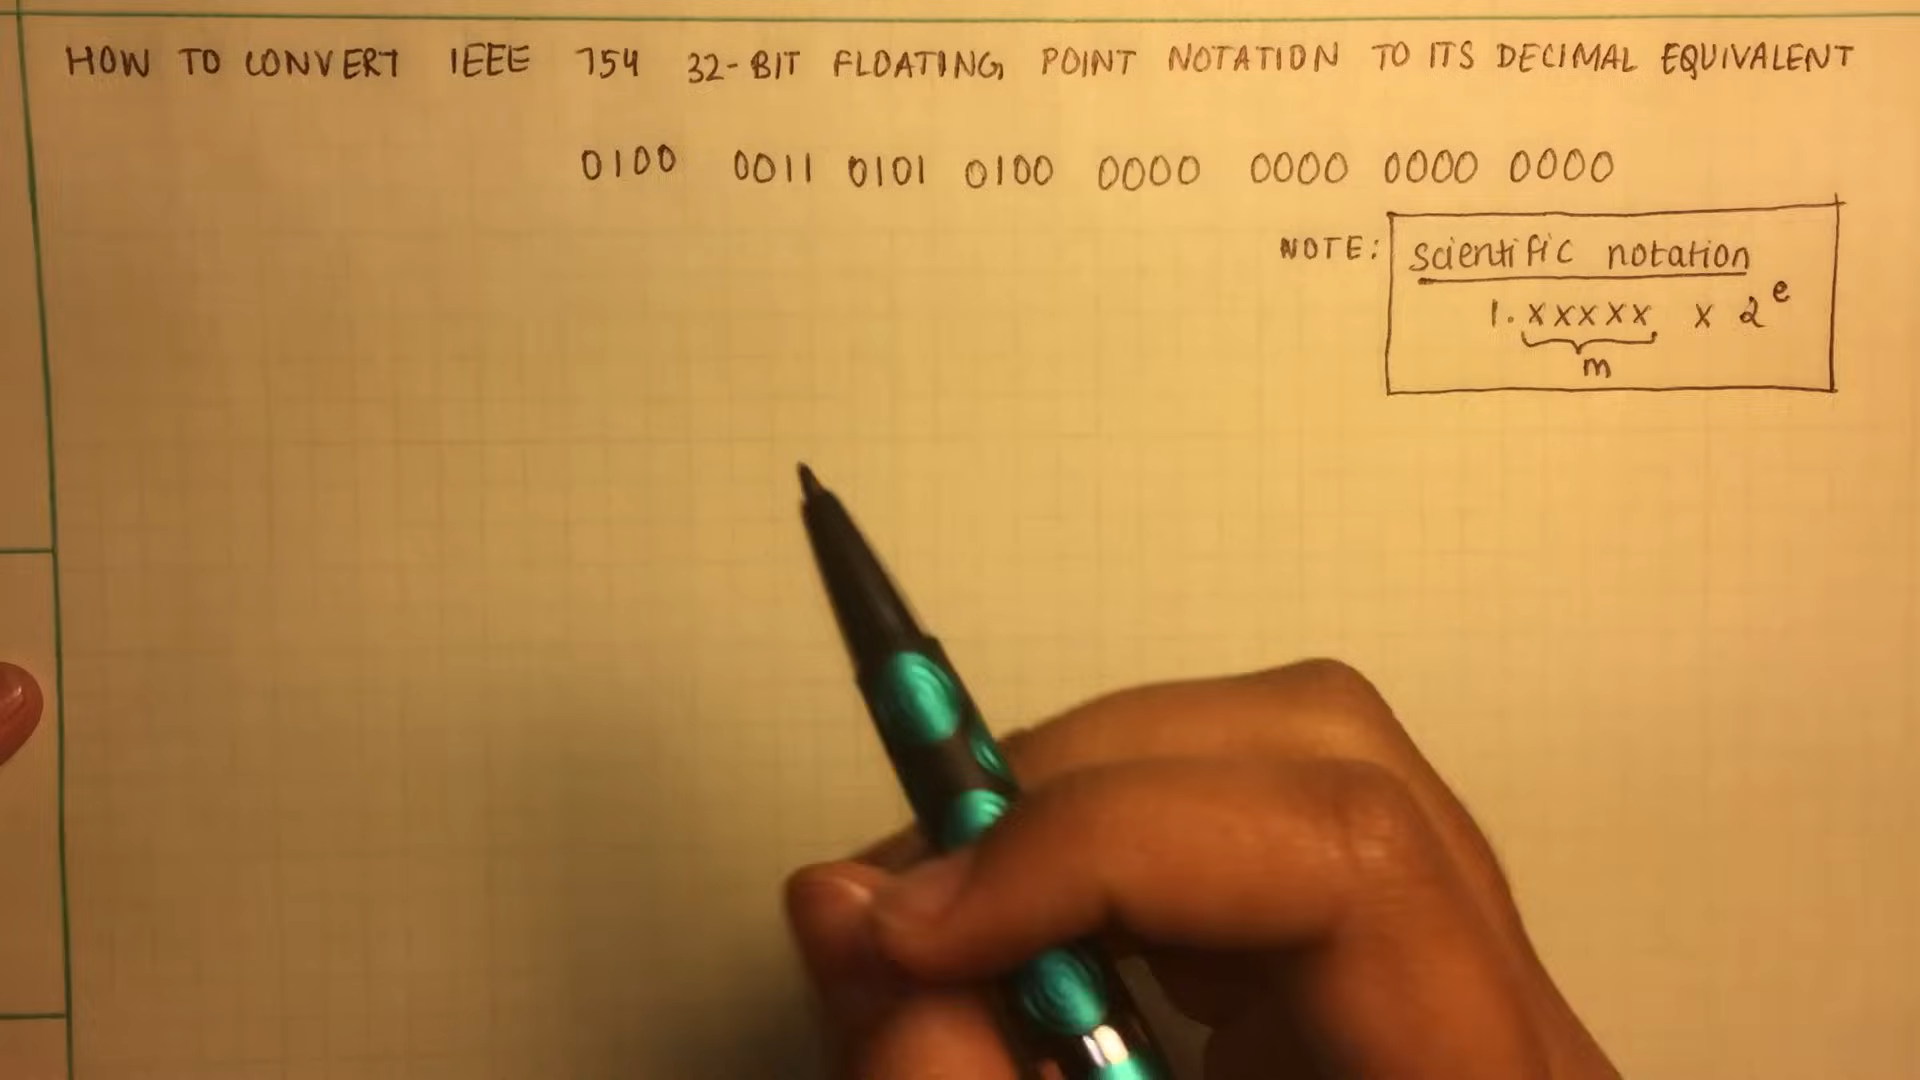 HOW TO CONVERT IEEE 754 32-BIT FLOATING POINT NOTATION TO ITS DECIMAL EQUIVALENT
0100 0011 0101 0100 0000 0000 0000 0000
NOTE: scientific notation
1.xxxxx x 2^e
m